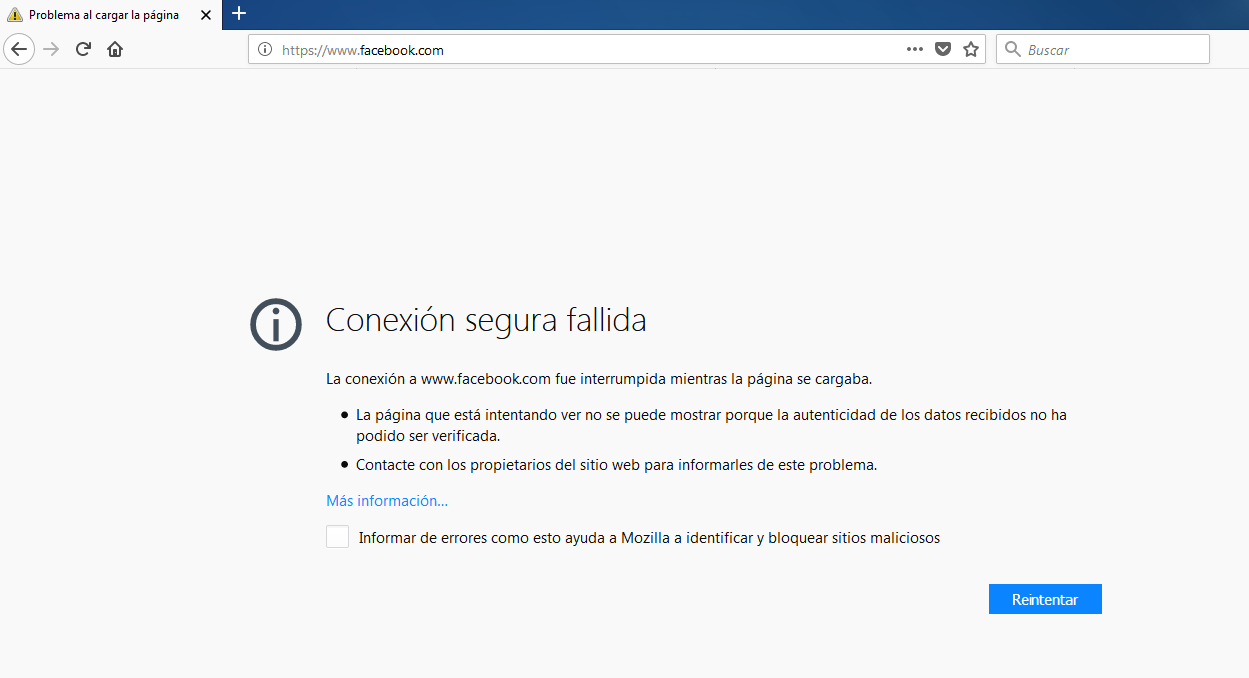 Problema al cargar la página
https://www.facebook.com
Buscar
Conexión segura fallida
La conexión a www.facebook.com fue interrumpida mientras la página se cargaba.
La página que está intentando ver no se puede mostrar porque la autenticidad de los datos recibidos no ha
podido ser verificada.
Contacte con los propietarios del sitio web para informarles de este problema.
Más información...
Informar de errores como esto ayuda a Mozilla a identificar y bloquear sitios maliciosos
Reintentar